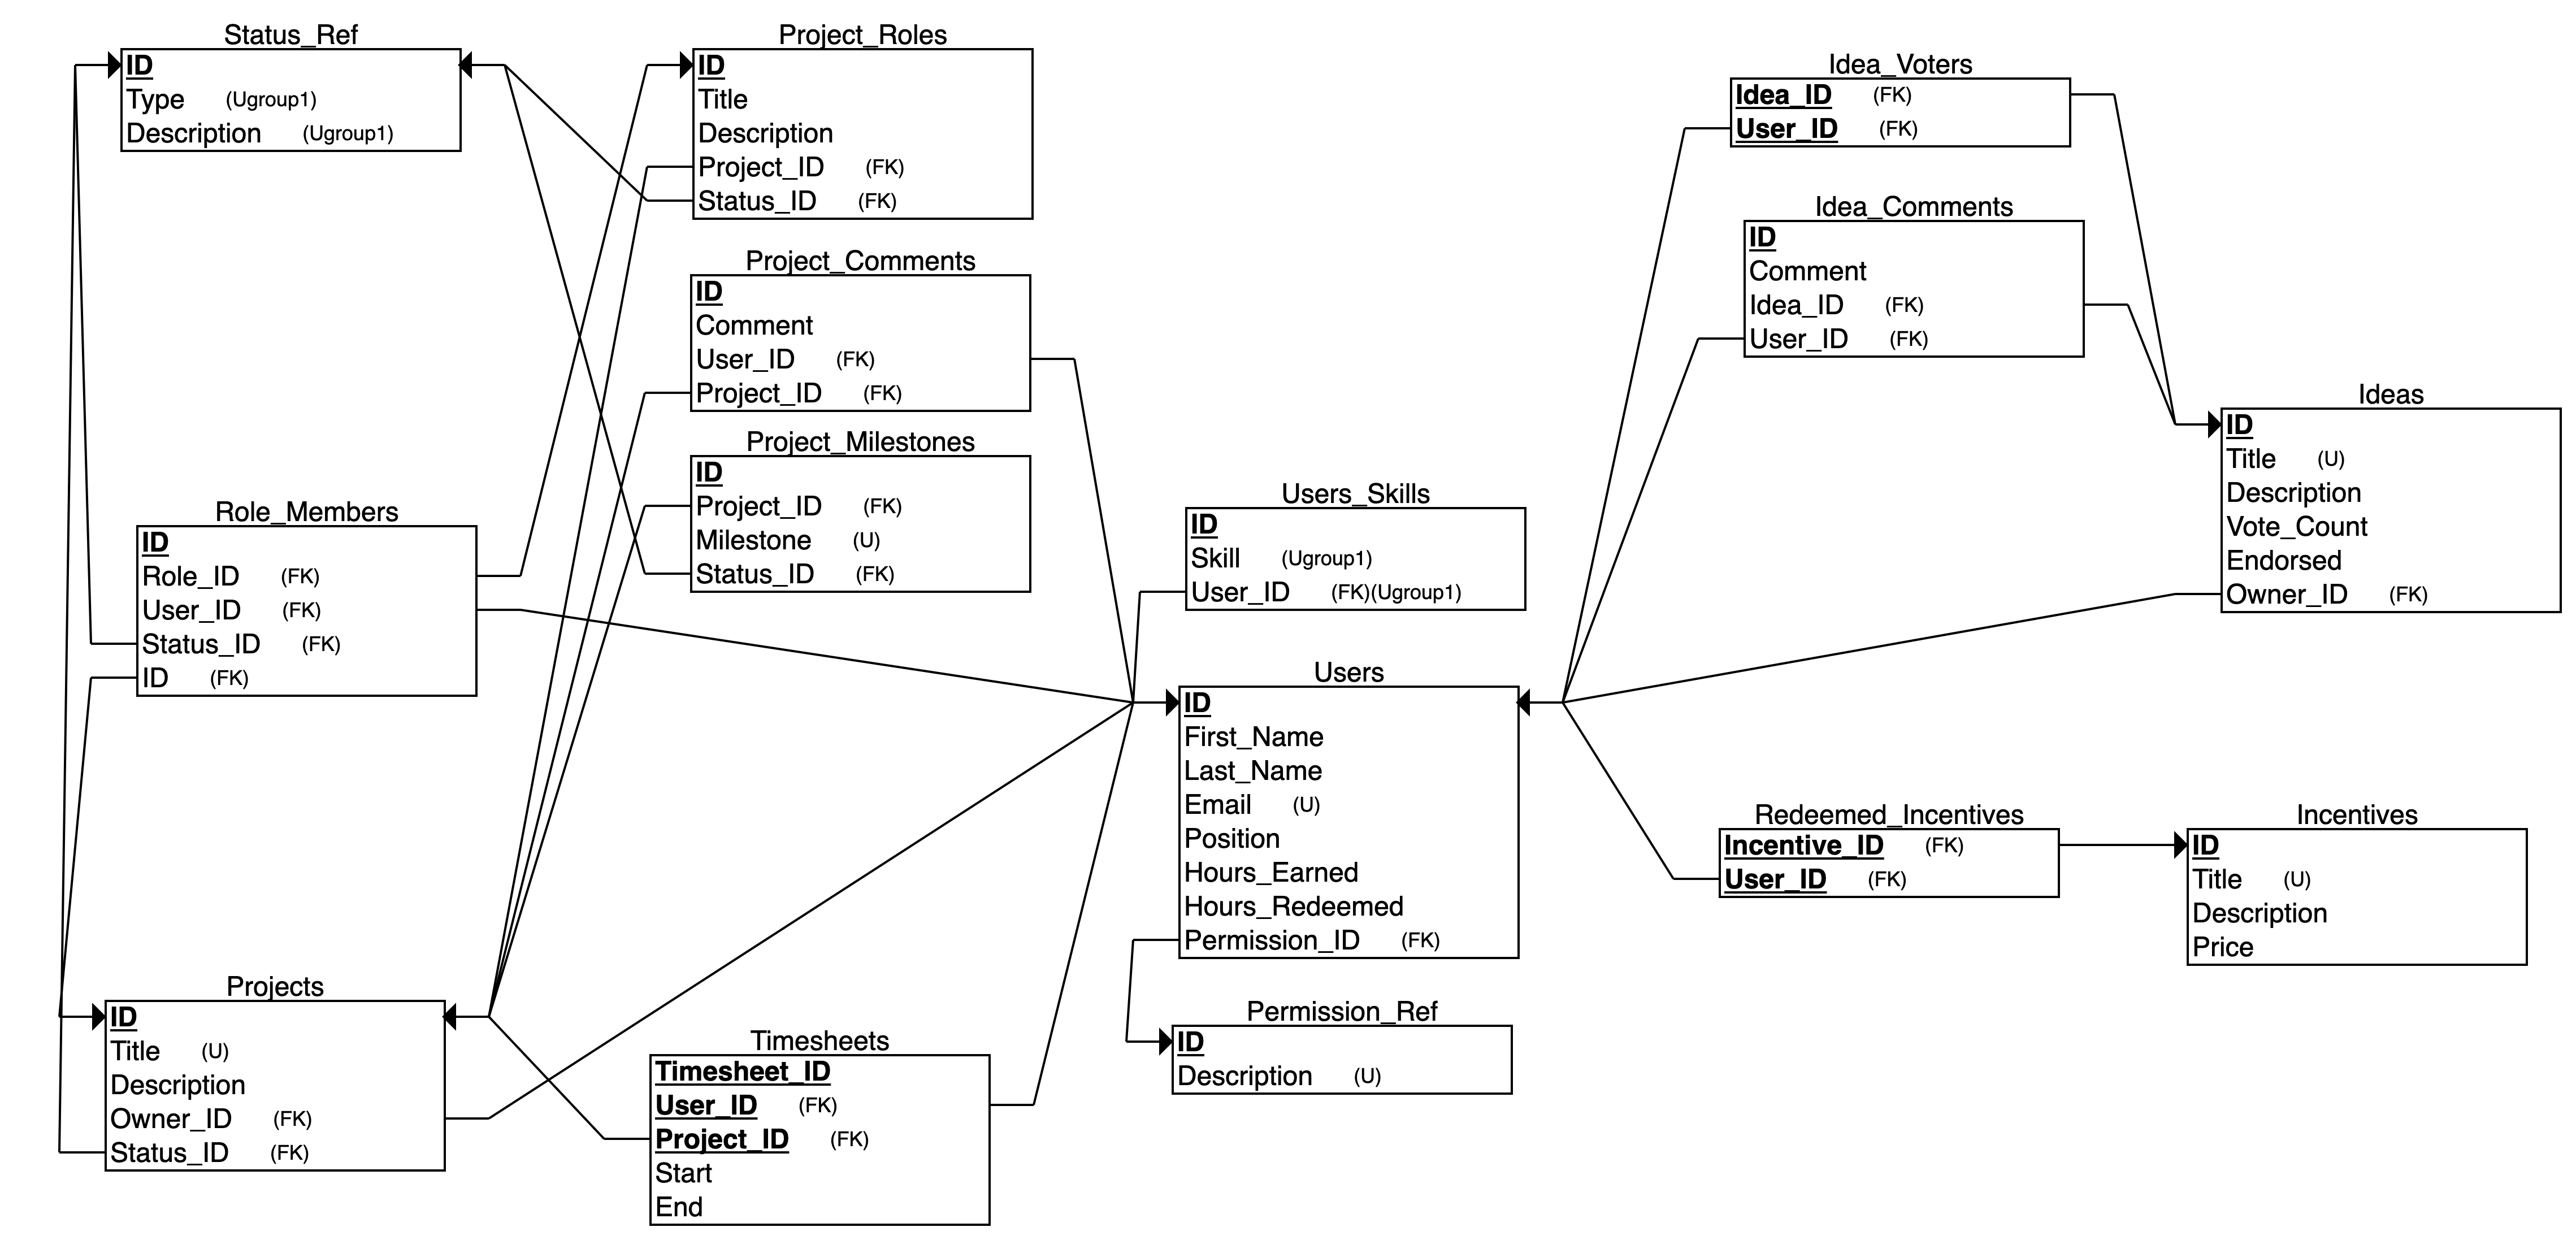 Status_Ref
ID
Type (Ugroup1)
Description (Ugroup1)
Project_Roles
ID
Title
Description
Project_ID (FK)
Status_ID (FK)
Project_Comments
ID
Comment
User_ID (FK)
Project_ID (FK)
Project_Milestones
ID
Project_ID (FK)
Milestone (U)
Status_ID (FK)
Role_Members
ID
Role_ID (FK)
User_ID (FK)
Status_ID (FK)
ID (FK)
Projects
ID
Title (U)
Description
Owner_ID (FK)
Status_ID (FK)
Timesheets
Timesheet_ID
User_ID (FK)
Project_ID (FK)
Start
End
Users_Skills
ID
Skill (Ugroup1)
User_ID (FK)(Ugroup1)
Users
ID
First_Name
Last_Name
Email (U)
Position
Hours_Earned
Hours_Redeemed
Permission_ID (FK)
Permission_Ref
ID
Description (U)
Idea_Voters
Idea_ID (FK)
User_ID (FK)
Idea_Comments
ID
Comment
Idea_ID (FK)
User_ID (FK)
Ideas
ID
Title (U)
Description
Vote_Count
Endorsed
Owner_ID (FK)
Redeemed_Incentives
Incentive_ID (FK)
User_ID (FK)
Incentives
ID
Title (U)
Description
Price